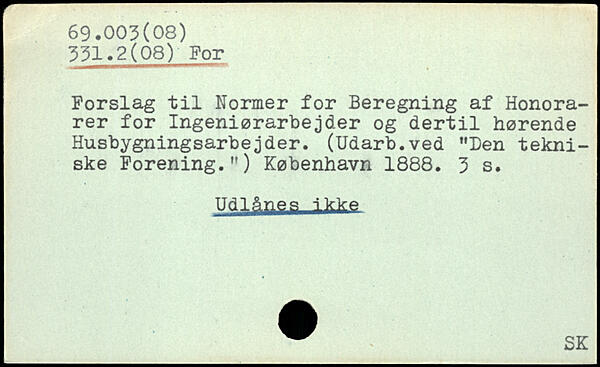 69.003(08)
331.2(08) For
Forslag til Normer for Beregning af Honora-
rer for Ingeniørarbejder og dertil hørende
Husbygningsarbejder. (Udarb.ved "Den tekni-
ske Forening.") København 1888. 3 s.
Udlånes ikke
SK